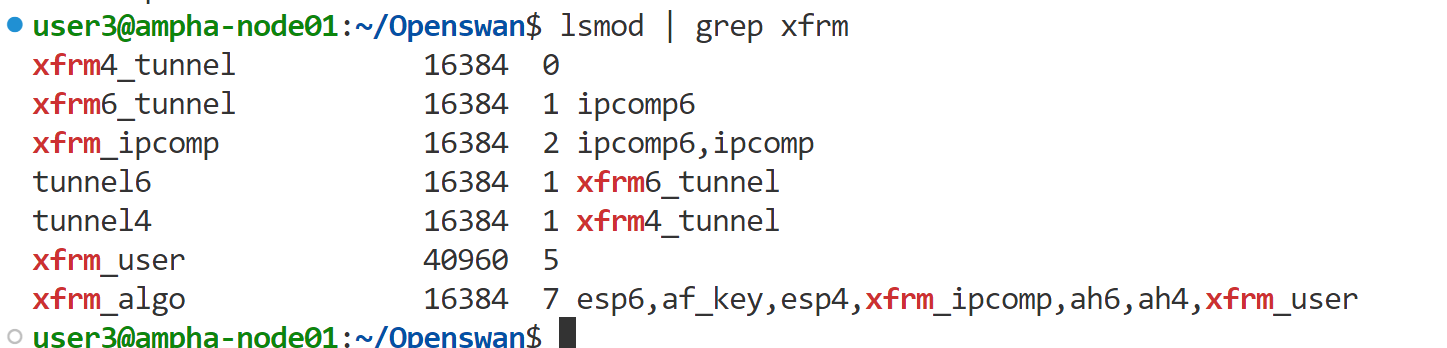 user3@ampha-node01:~/Openswan$ lsmod | grep xfrm
xfrm4_tunnel           16384  0
xfrm6_tunnel           16384  1 ipcomp6
xfrm_ipcomp            16384  2 ipcomp6,ipcomp
tunnel6                16384  1 xfrm6_tunnel
tunnel4                16384  1 xfrm4_tunnel
xfrm_user              40960  5
xfrm_algo              16384  7 esp6,af_key,esp4,xfrm_ipcomp,ah6,ah4,xfrm_user
user3@ampha-node01:~/Openswan$